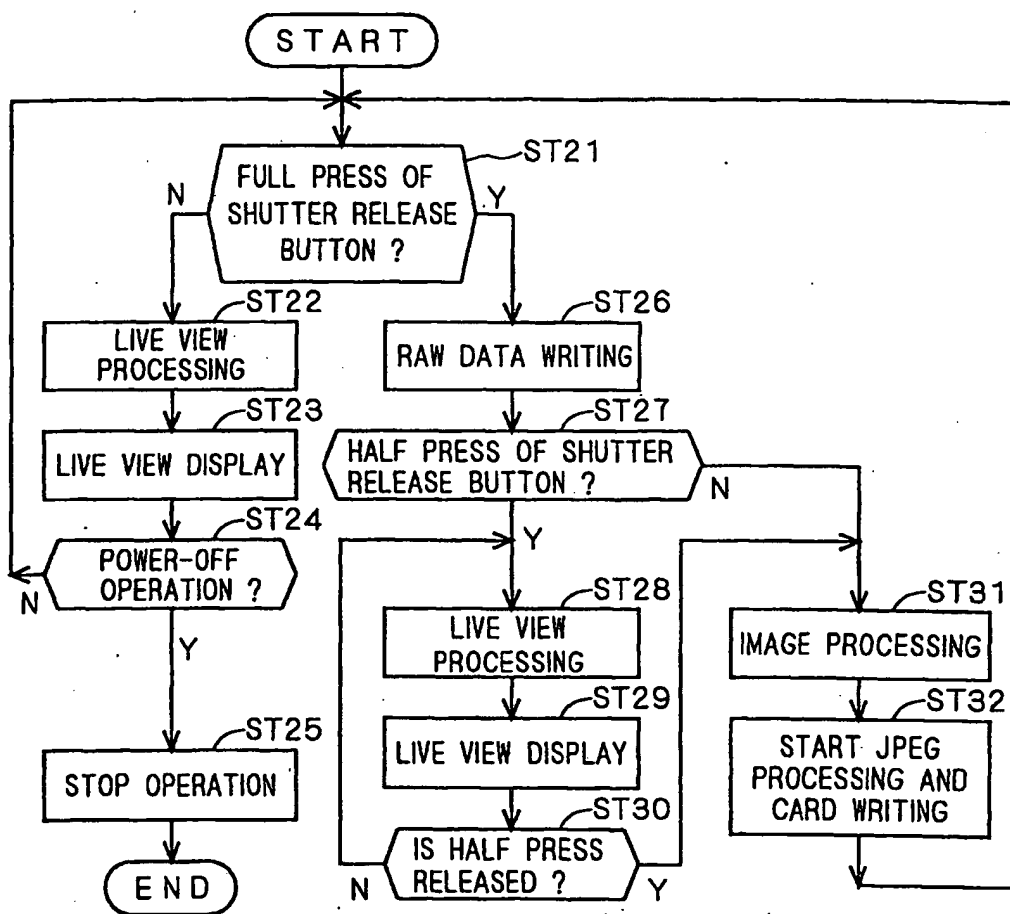 START
ST21
FULL PRESS OF
SHUTTER RELEASE
BUTTON ?
N
Y
ST22
LIVE VIEW
PROCESSING
ST23
LIVE VIEW DISPLAY
ST24
POWER-OFF
OPERATION ?
N
Y
ST25
STOP OPERATION
END
ST26
RAW DATA WRITING
ST27
HALF PRESS OF SHUTTER
RELEASE BUTTON ?
N
Y
ST28
LIVE VIEW
PROCESSING
ST29
LIVE VIEW DISPLAY
ST30
IS HALF PRESS
RELEASED ?
N
Y
ST31
IMAGE PROCESSING
ST32
START JPEG
PROCESSING AND
CARD WRITING